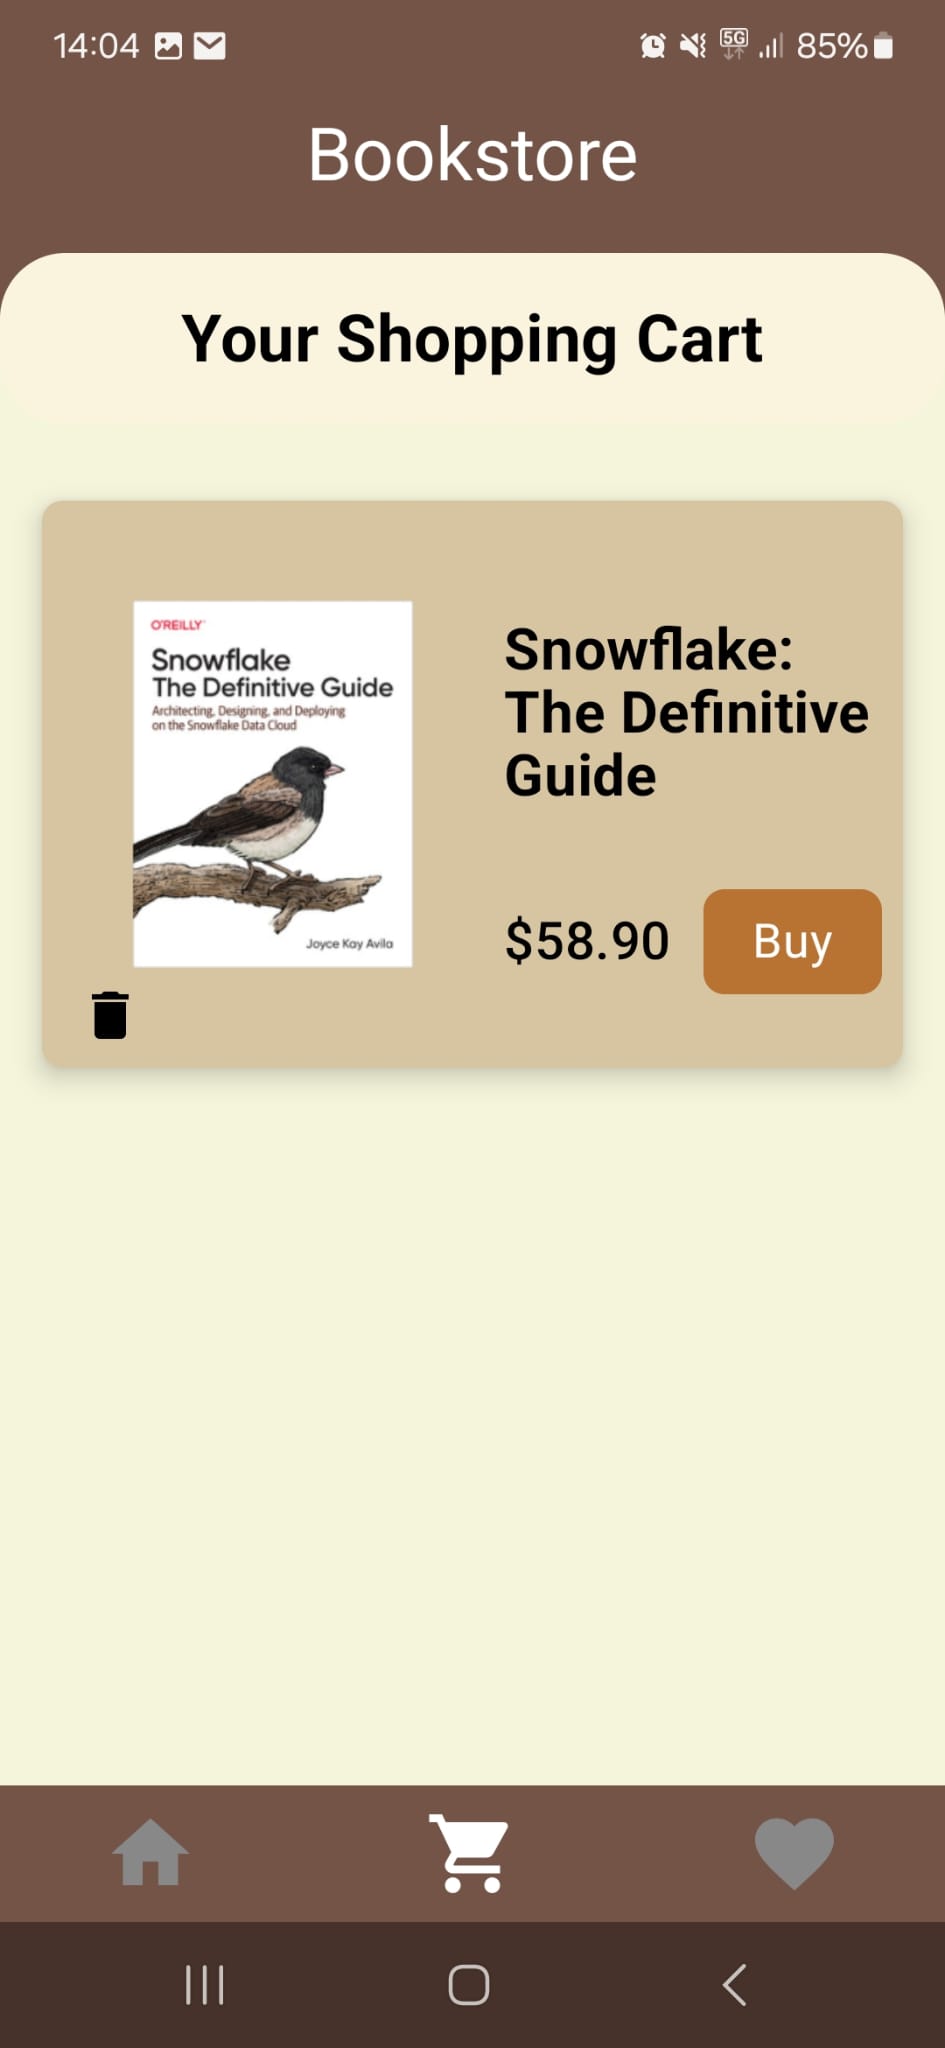 14:04
5G
85%
Bookstore
Your Shopping Cart
O'REILLY
Snowflake
The Definitive Guide
Architecting, Designing, and Deploying
on the Snowflake Data Cloud
Joyce Kay Avila
Snowflake:
The Definitive
Guide
$58.90
Buy